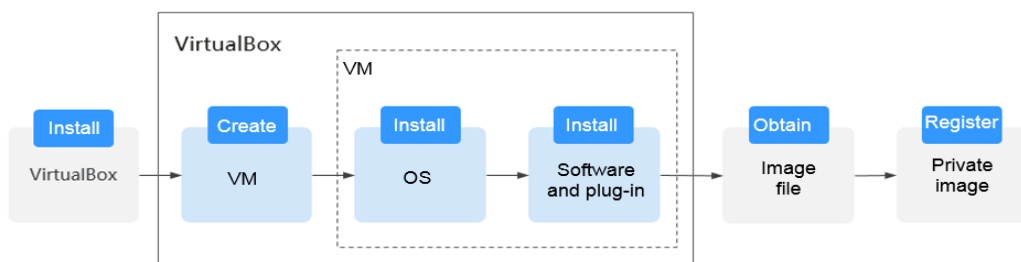 VirtualBox
VM
Install
VirtualBox
Create
VM
Install
OS
Install
Software
and plug-in
Obtain
Image
file
Register
Private
image